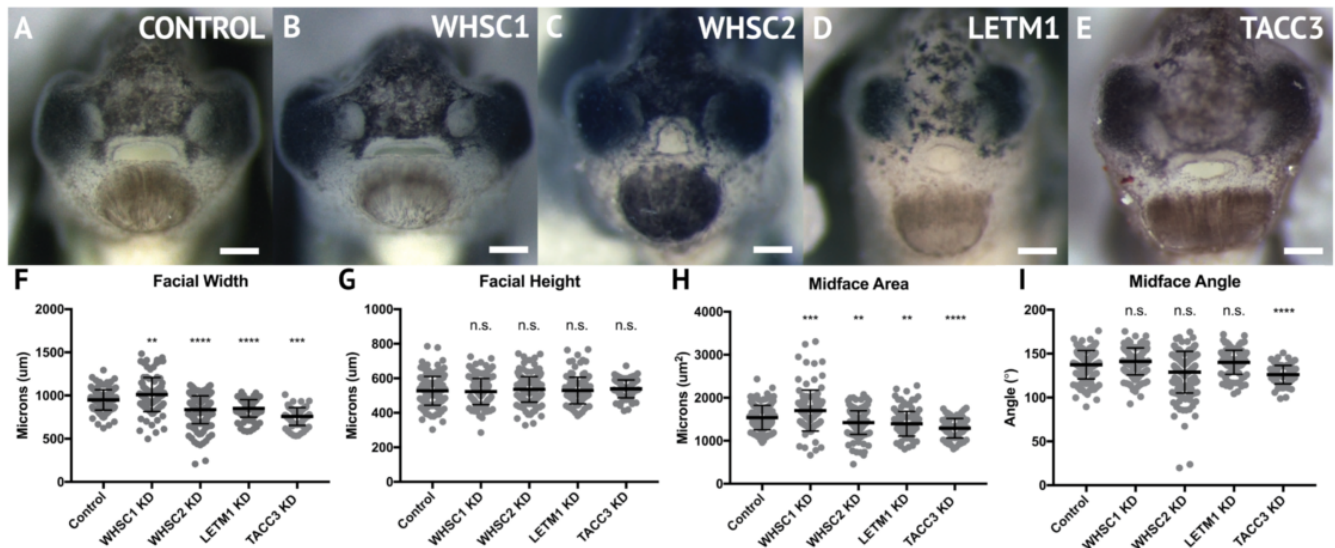 A CONTROL
B WHSC1
C WHSC2
D LETM1
E TACC3
F Facial Width
Microns (um)
2000
1500
1000
500
0
** **** **** ***
Control
WHSC1 KD
WHSC2 KD
LETM1 KD
TACC3 KD
G Facial Height
Microns (um)
1000
800
600
400
200
0
n.s. n.s. n.s. n.s.
Control
WHSC1 KD
WHSC2 KD
LETM1 KD
TACC3 KD
H Midface Area
Microns (um²)
4000
3000
2000
1000
0
*** ** ** ****
Control
WHSC1 KD
WHSC2 KD
LETM1 KD
TACC3 KD
I Midface Angle
Angle (°)
200
150
100
50
0
n.s. n.s. n.s. ****
Control
WHSC1 KD
WHSC2 KD
LETM1 KD
TACC3 KD